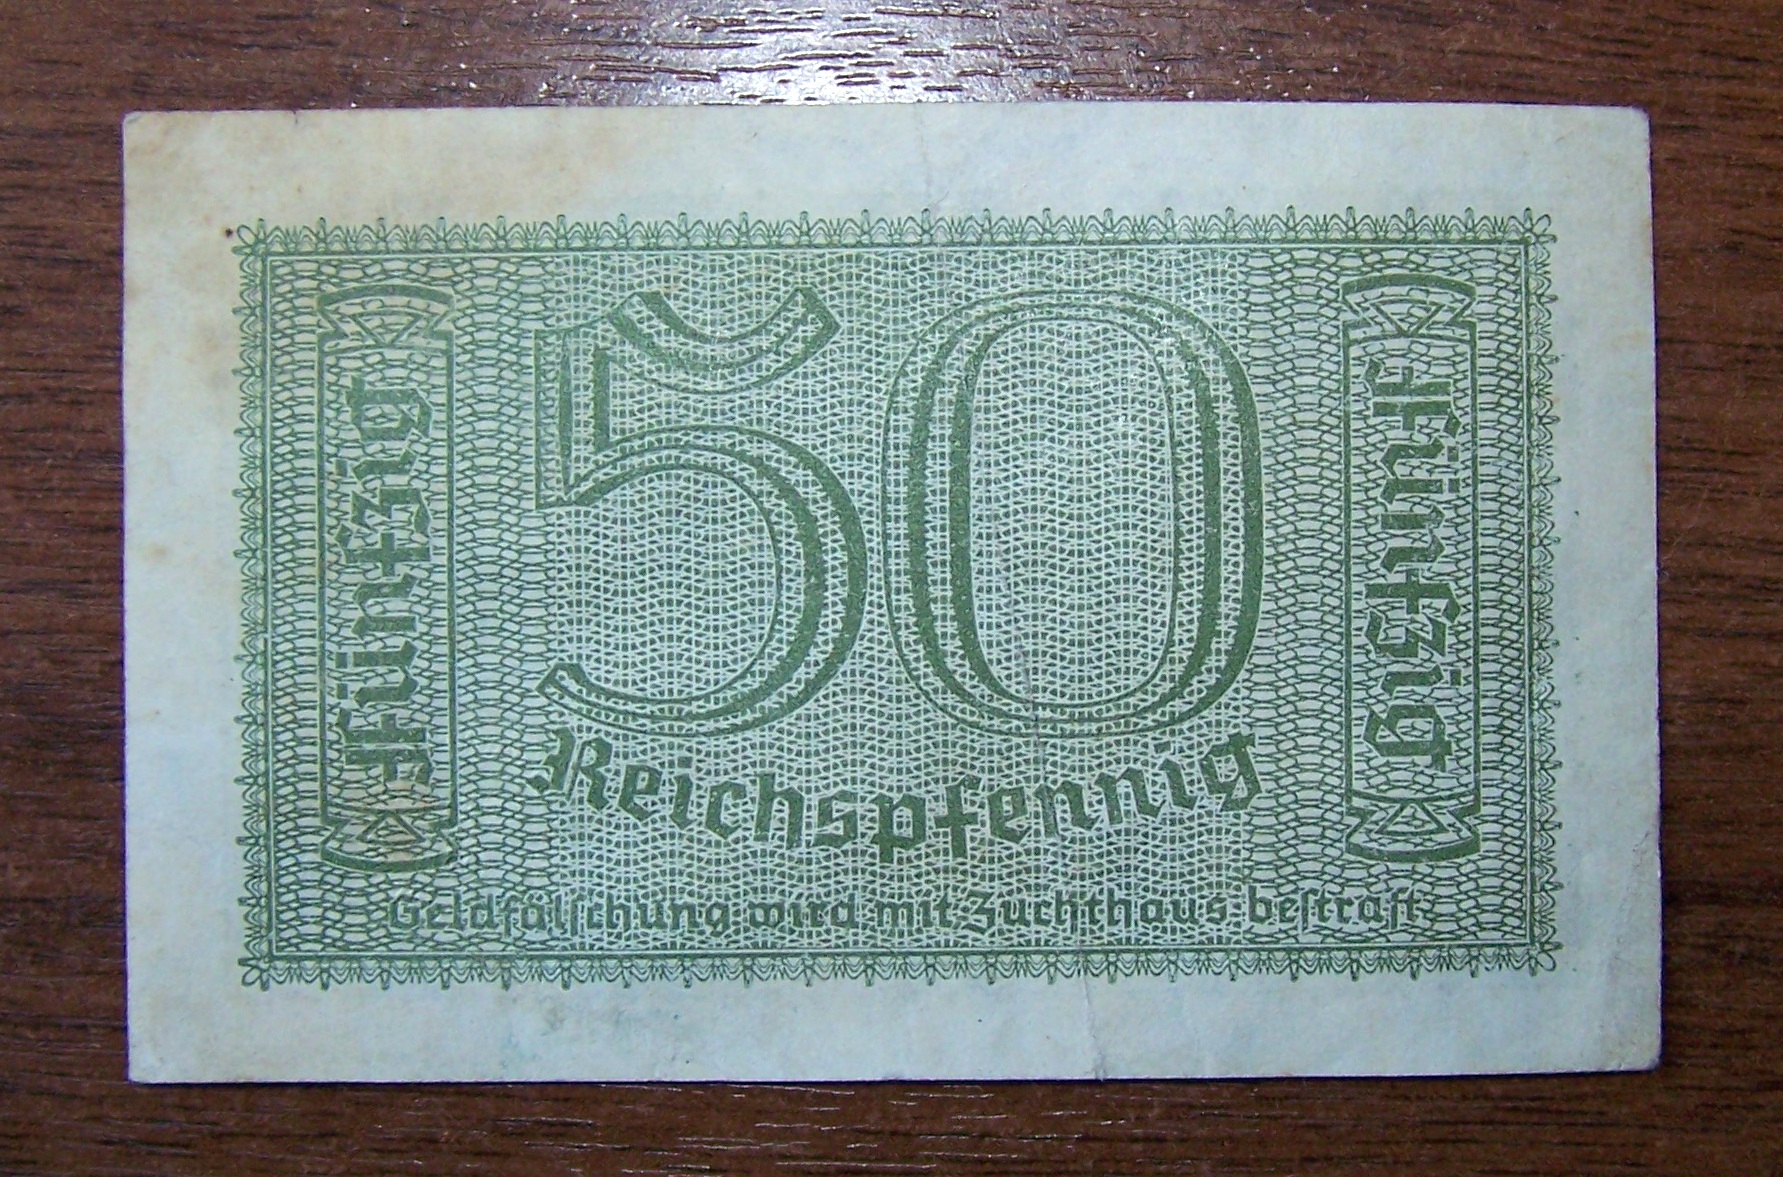 Fünfzig
50
Reichspfennig
Fünfzig
Geldfälſchung wird mit Zuchthaus beſtraft